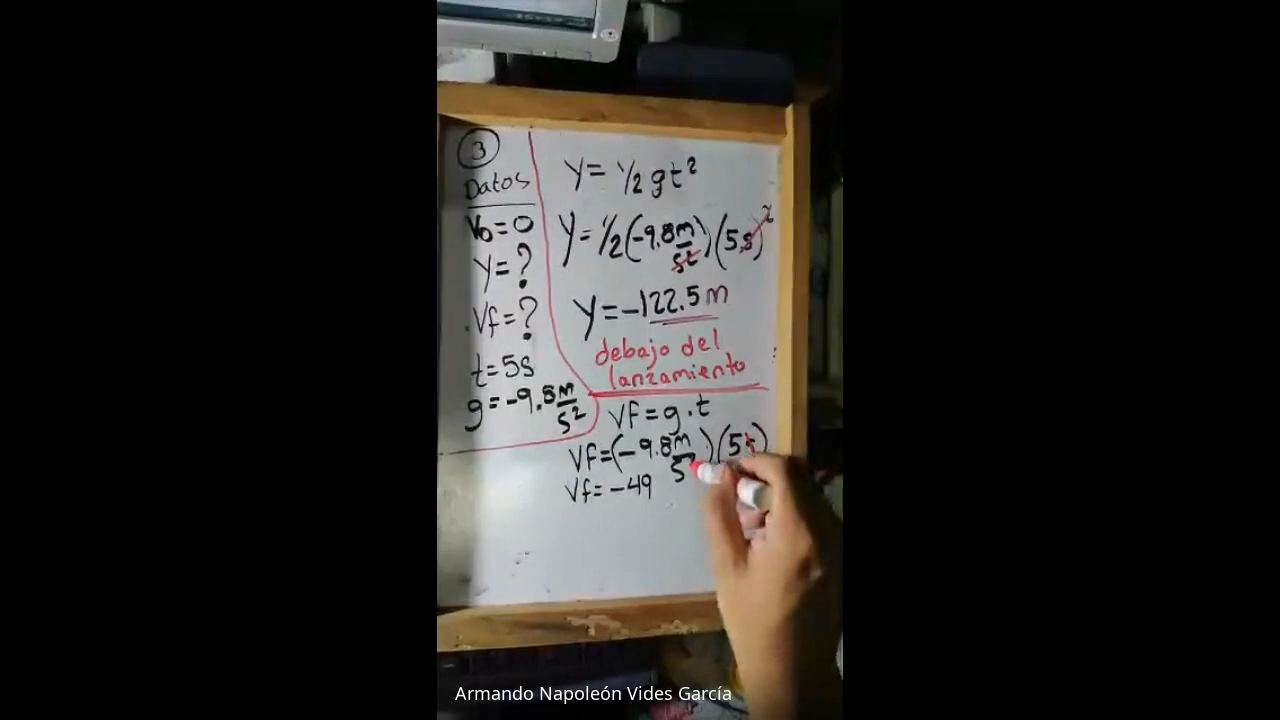 3
Datos
V0=0
y=?
.Vf=?
t=5s
g=-9.8m/s²
y=1/2gt²
y=1/2(-9.8m/s²)(5s)²
y=-122.5m
debajo del
lanzamiento
Vf=g.t
Vf=(-9.8m/s²)(5s)
Vf=-49
Armando Napoleón Vides García